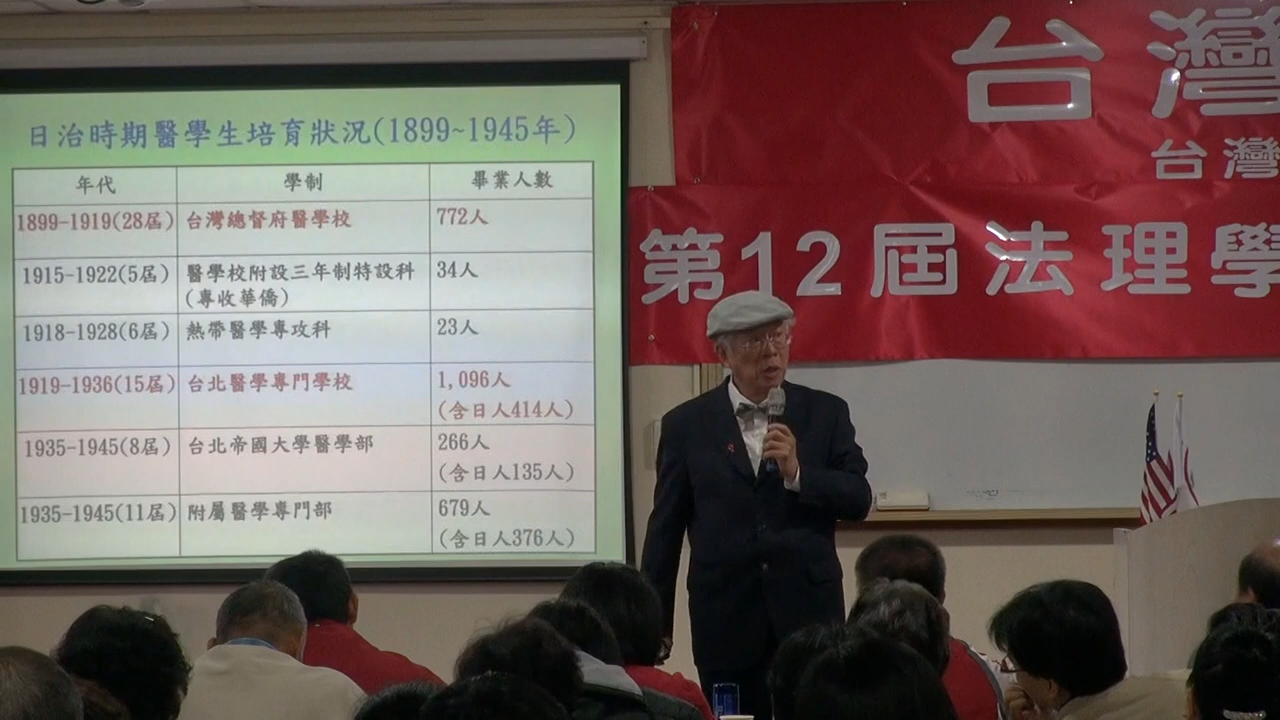 日治時期醫學生培育狀況(1899~1945年)
年代 學制 畢業人數
1899-1919(28屆) 台灣總督府醫學校 772人
1915-1922(5屆) 醫學校附設三年制特設科 34人
(專收華僑)
1918-1928(6屆) 熱帶醫學專攻科 23人
1919-1936(15屆) 台北醫學專門學校 1,096人
(含日人414人)
1935-1945(8屆) 台北帝國大學醫學部 266人
(含日人135人)
1935-1945(11屆) 附屬醫學專門部 679人
(含日人376人)
台灣
台灣
第12屆法理學